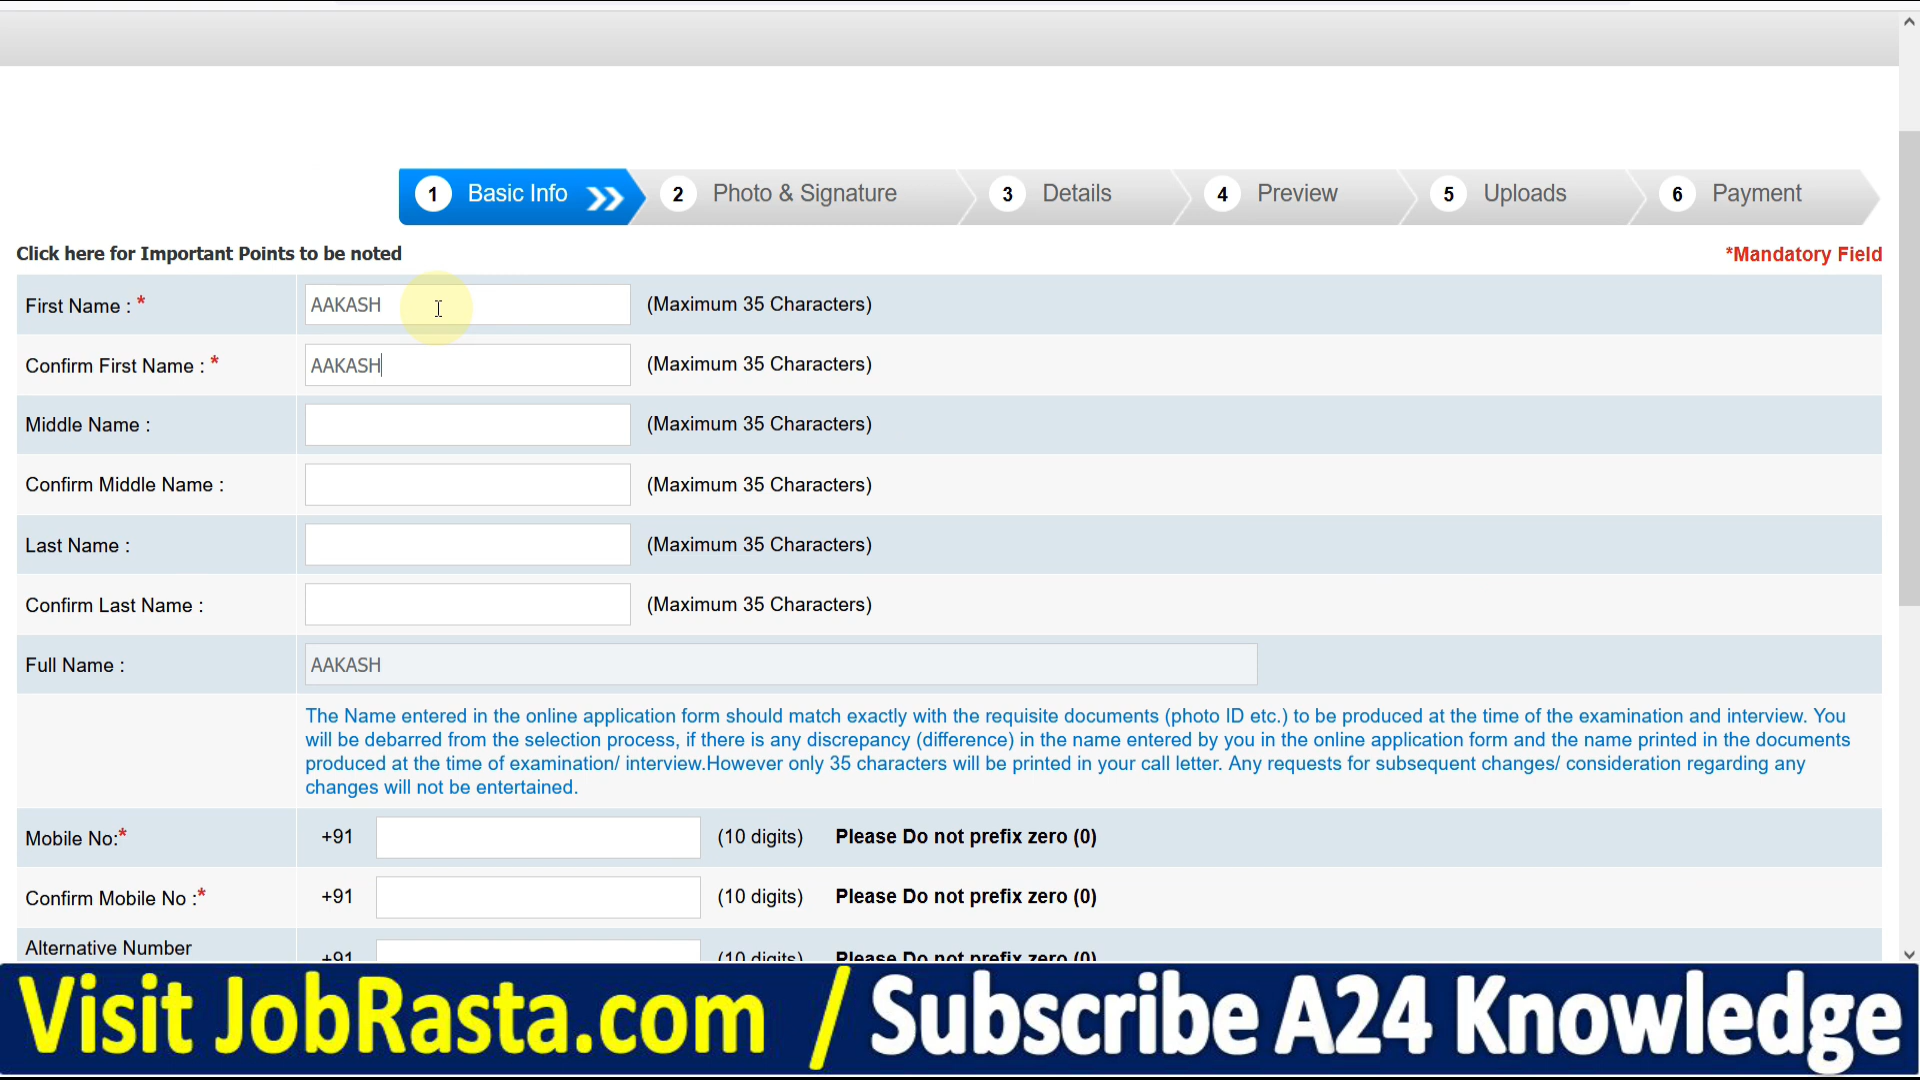 1 Basic Info 2 Photo & Signature 3 Details 4 Preview 5 Uploads 6 Payment
Click here for Important Points to be noted *Mandatory Field
First Name : * AAKASH (Maximum 35 Characters)
Confirm First Name : * AAKASH (Maximum 35 Characters)
Middle Name : (Maximum 35 Characters)
Confirm Middle Name : (Maximum 35 Characters)
Last Name : (Maximum 35 Characters)
Confirm Last Name : (Maximum 35 Characters)
Full Name : AAKASH
The Name entered in the online application form should match exactly with the requisite documents (photo ID etc.) to be produced at the time of the examination and interview. You
will be debarred from the selection process, if there is any discrepancy (difference) in the name entered by you in the online application form and the name printed in the documents
produced at the time of examination/ interview.However only 35 characters will be printed in your call letter. Any requests for subsequent changes/ consideration regarding any
changes will not be entertained.
Mobile No:* +91 (10 digits) Please Do not prefix zero (0)
Confirm Mobile No :* +91 (10 digits) Please Do not prefix zero (0)
Alternative Number +91 (10 digits) Please Do not prefix zero (0)
Visit JobRasta.com / Subscribe A24 Knowledge